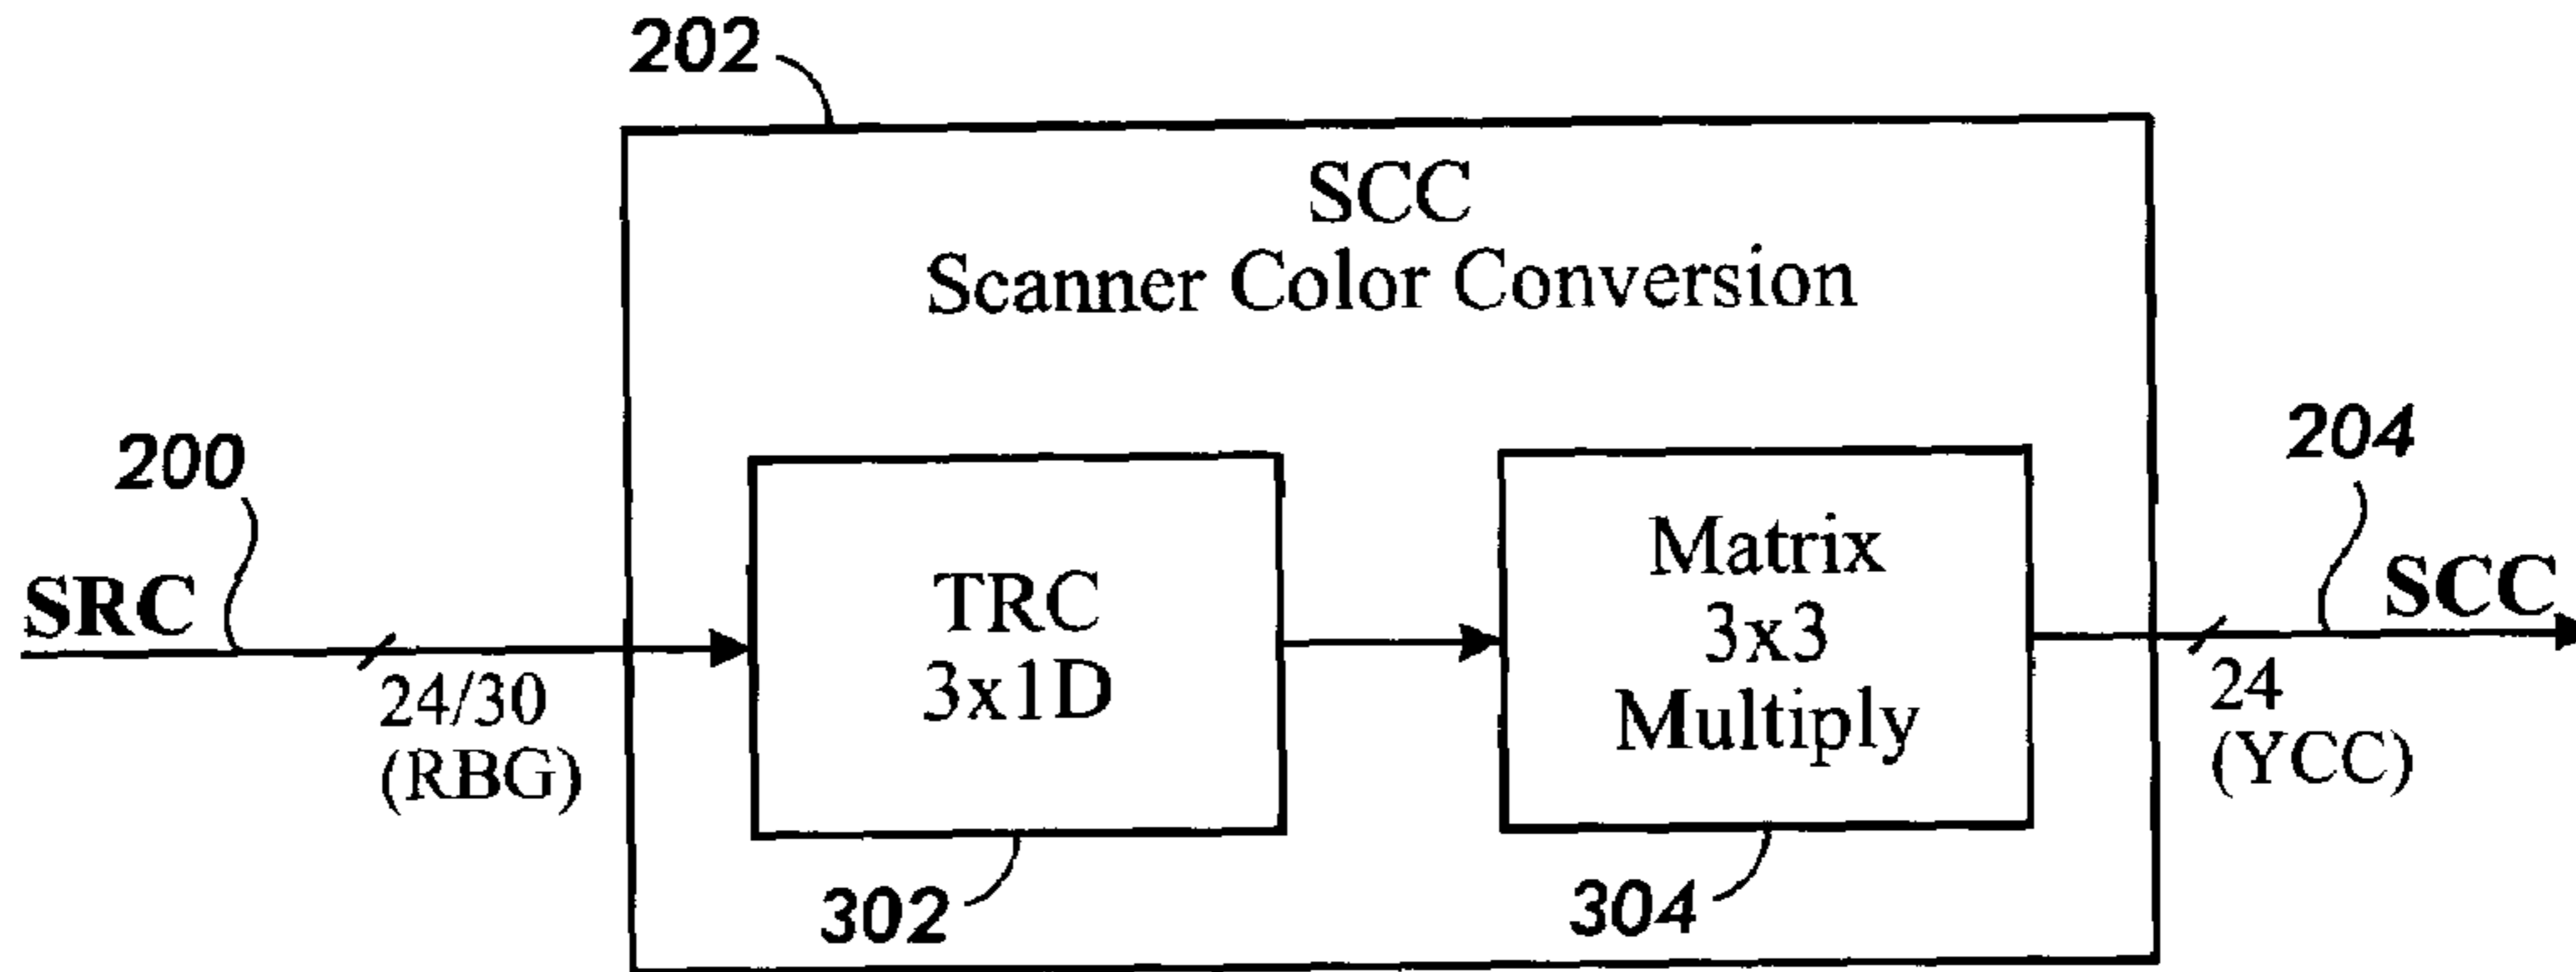 202
SCC
Scanner Color Conversion
200
204
SRC
24/30
(RBG)
TRC
3x1D
Matrix
3x3
Multiply
SCC
24
(YCC)
302
304